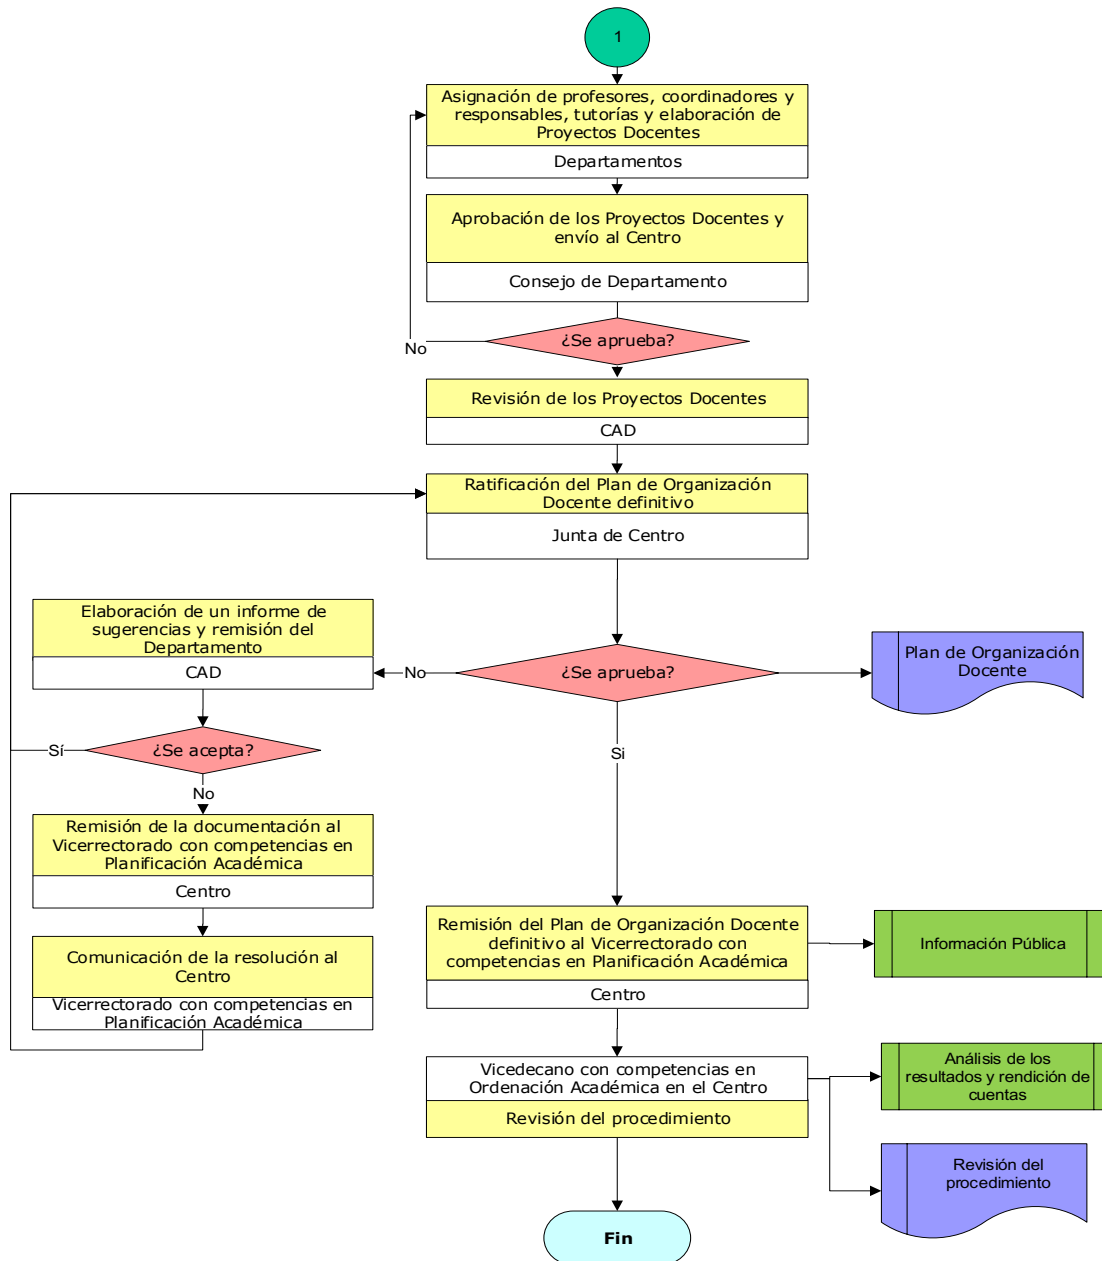 1
Asignación de profesores, coordinadores y
responsables, tutorías y elaboración de
Proyectos Docentes
Departamentos
Aprobación de los Proyectos Docentes y
envío al Centro
Consejo de Departamento
¿Se aprueba?
No
Revisión de los Proyectos Docentes
CAD
Ratificación del Plan de Organización
Docente definitivo
Junta de Centro
Elaboración de un informe de
sugerencias y remisión del
Departamento
CAD
No
¿Se aprueba?
Plan de Organización
Docente
Sí
¿Se acepta?
Si
No
Remisión de la documentación al
Vicerrectorado con competencias en
Planificación Académica
Centro
Comunicación de la resolución al
Centro
Vicerrectorado con competencias en
Planificación Académica
Remisión del Plan de Organización Docente
definitivo al Vicerrectorado con
competencias en Planificación Académica
Centro
Información Pública
Vicedecano con competencias en
Ordenación Académica en el Centro
Revisión del procedimiento
Análisis de los
resultados y rendición de
cuentas
Revisión del
procedimiento
Fin